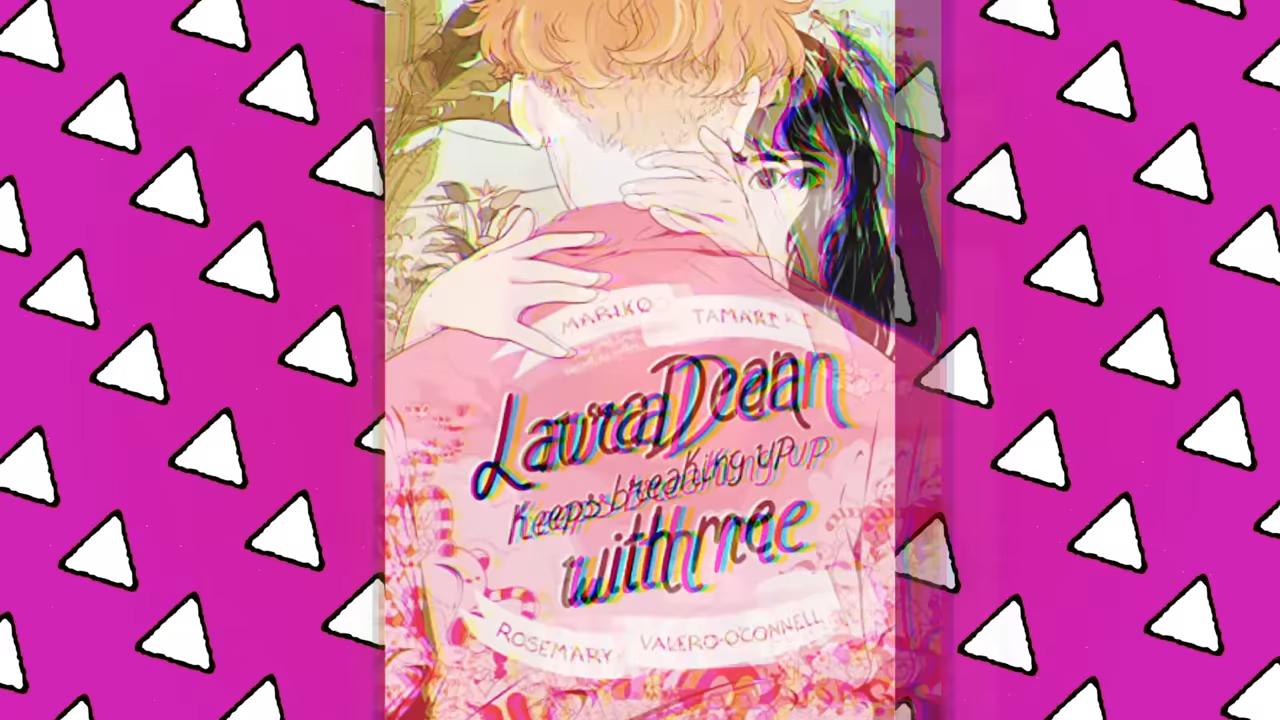 MARIKO TAMAKI
Laura Dean
Keeps breaking up
with me
ROSEMARY VALERO-O'CONNELL